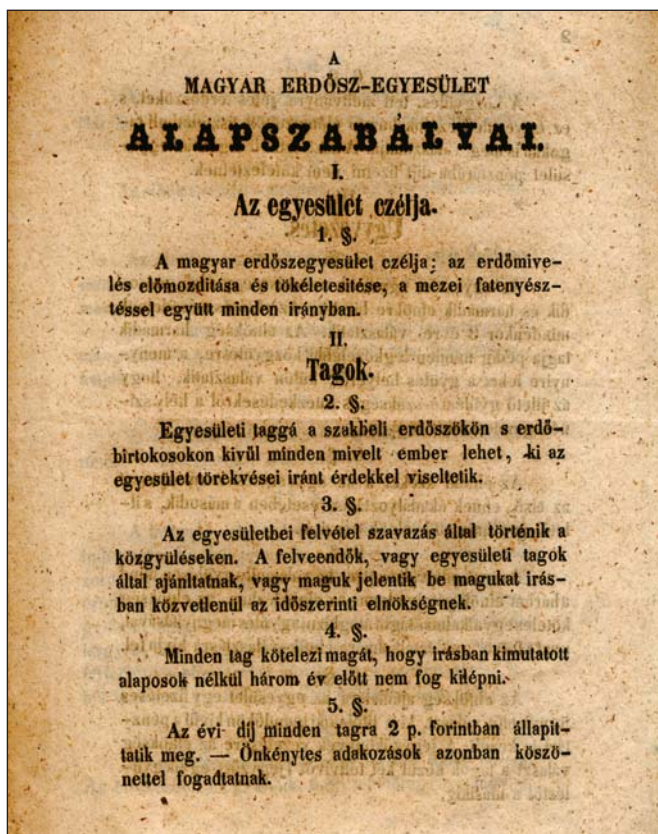 A
MAGYAR ERDŐSZ-EGYESÜLET
ALAPSZABÁLYAI.
I.
Az egyesület czélja.
1. §.
A magyar erdőszegyesület czélja: az erdőmive-
lés előmozditása és tökéletesitése, a mezei fatenyész-
téssel együtt minden irányban.
II.
Tagok.
2. §.
Egyesületi taggá a szakbeli erdőszökön s erdő-
birtokosokon kivül minden mivelt ember lehet, ki az
egyesület törekvései iránt érdekkel viseltetik.
3. §.
Az egyesületbei felvétel szavazás által történik a
közgyüléseken. A felveendők, vagy egyesületi tagok
által ajánltatnak, vagy maguk jelentik be magukat irás-
ban közvetlenül az időszerinti elnökségnek.
4. §.
Minden tag kötelezi magát, hogy irásban kimutatott
alaposok nélkül három év előtt nem fog kilépni.
5. §.
Az évi díj minden tagra 2 p. forintban állapit-
tatik meg. — Önkénytes adakozások azonban köszö-
nettel fogadtatnak.